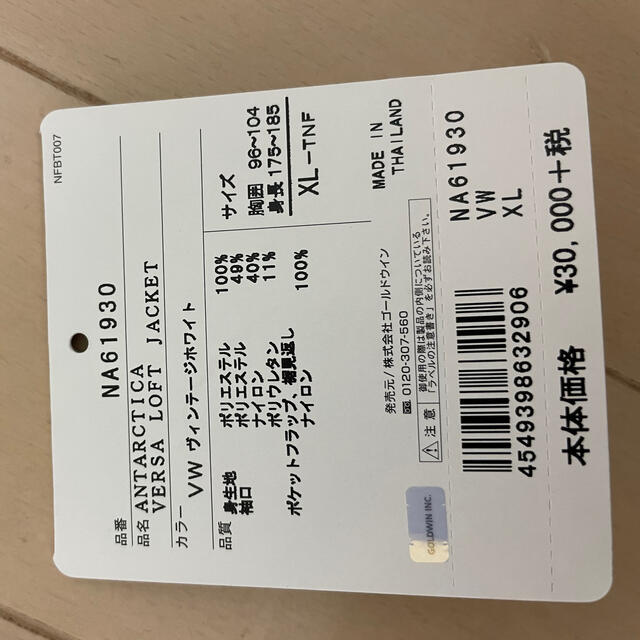 NFBT007
品番 NA61930
品名 ANTARCTICA
VERSA LOFT JACKET
カラー VW ヴィンテージホワイト
品質 身生地 ポリエステル 100%
袖口 ポリエステル 49%
ナイロン 40%
ポリウレタン 11%
ポケットフラップ、裾見返し
ナイロン 100%
サイズ
胸囲 96~104
身長 175~185
XL-TNF
MADE IN
THAILAND
発売元/株式会社ゴールドウイン
0120-307-560
注意 御使用の際は製品の内側についている
「ラベルの注意書き」を必ずお読み下さい。
GOLDWIN INC.
4549398632906
NA61930
VW
XL
本体価格 ¥30,000+税